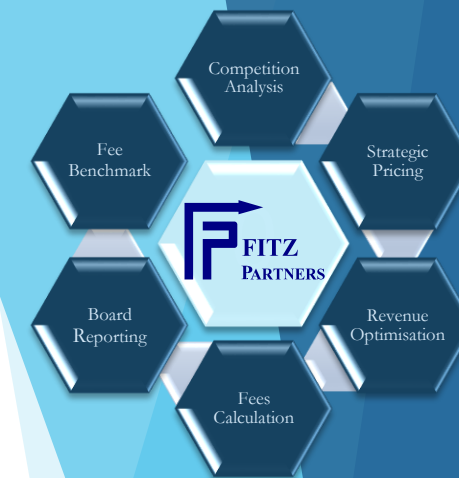 Competition
Analysis
Fee
Benchmark
Strategic
Pricing
FITZ
PARTNERS
Board
Reporting
Revenue
Optimisation
Fees
Calculation